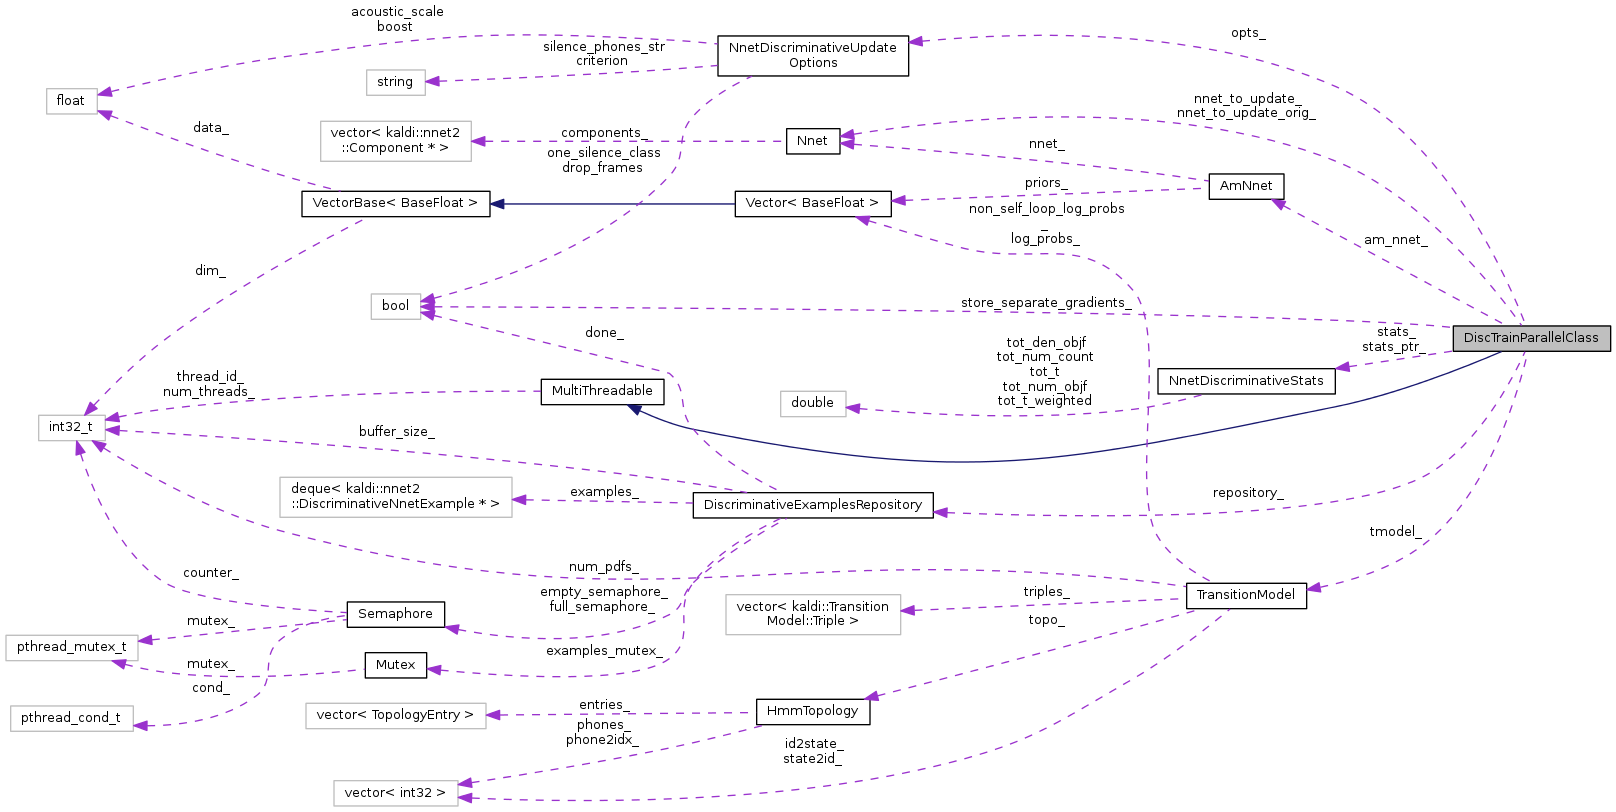 acoustic_scale
boost
opts_
silence_phones_str
criterion
NnetDiscriminativeUpdate
Options
string
float
nnet_to_update_
nnet_to_update_orig_
data_
vector< kaldi::nnet2
::Component * >
components_
Nnet
nnet_
one_silence_class
drop_frames
AmNnet
priors_
VectorBase< BaseFloat >
Vector< BaseFloat >
non_self_loop_log_probs
_
log_probs_
am_nnet_
dim_
bool
store_separate_gradients_
done_
DiscTrainParallelClass
stats_
stats_ptr_
tot_den_objf
tot_num_count
tot_t
tot_num_objf
tot_t_weighted
thread_id_
num_threads_
MultiThreadable
NnetDiscriminativeStats
double
int32_t
buffer_size_
deque< kaldi::nnet2
::DiscriminativeNnetExample * >
examples_
DiscriminativeExamplesRepository
repository_
tmodel_
num_pdfs_
counter_
empty_semaphore_
full_semaphore_
triples_
TransitionModel
vector< kaldi::Transition
Model::Triple >
topo_
Semaphore
mutex_
pthread_mutex_t
examples_mutex_
mutex_
Mutex
cond_
pthread_cond_t
vector< TopologyEntry >
entries_
HmmTopology
phones_
phone2idx_
id2state_
state2id_
vector< int32 >